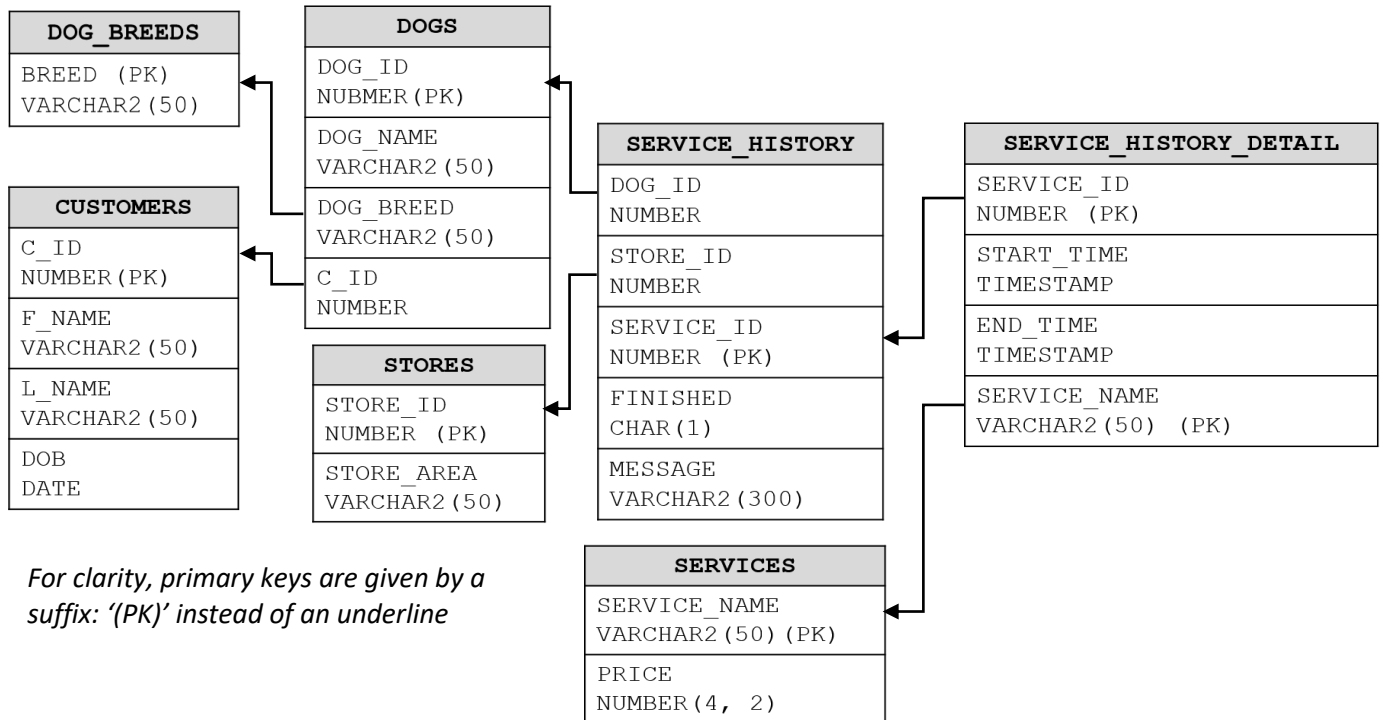 DOG_BREEDS
BREED (PK)
VARCHAR2(50)
CUSTOMERS
C_ID
NUMBER(PK)
F_NAME
VARCHAR2(50)
L_NAME
VARCHAR2(50)
DOB
DATE
DOGS
DOG_ID
NUBMER(PK)
DOG_NAME
VARCHAR2(50)
DOG_BREED
VARCHAR2(50)
C_ID
NUMBER
STORES
STORE_ID
NUMBER (PK)
STORE_AREA
VARCHAR2(50)
SERVICE_HISTORY
DOG_ID
NUMBER
STORE_ID
NUMBER
SERVICE_ID
NUMBER (PK)
FINISHED
CHAR(1)
MESSAGE
VARCHAR2(300)
SERVICE_HISTORY_DETAIL
SERVICE_ID
NUMBER (PK)
START_TIME
TIMESTAMP
END_TIME
TIMESTAMP
SERVICE_NAME
VARCHAR2(50) (PK)
SERVICES
SERVICE_NAME
VARCHAR2(50)(PK)
PRICE
NUMBER(4, 2)
For clarity, primary keys are given by a
suffix: ‘(PK)’ instead of an underline